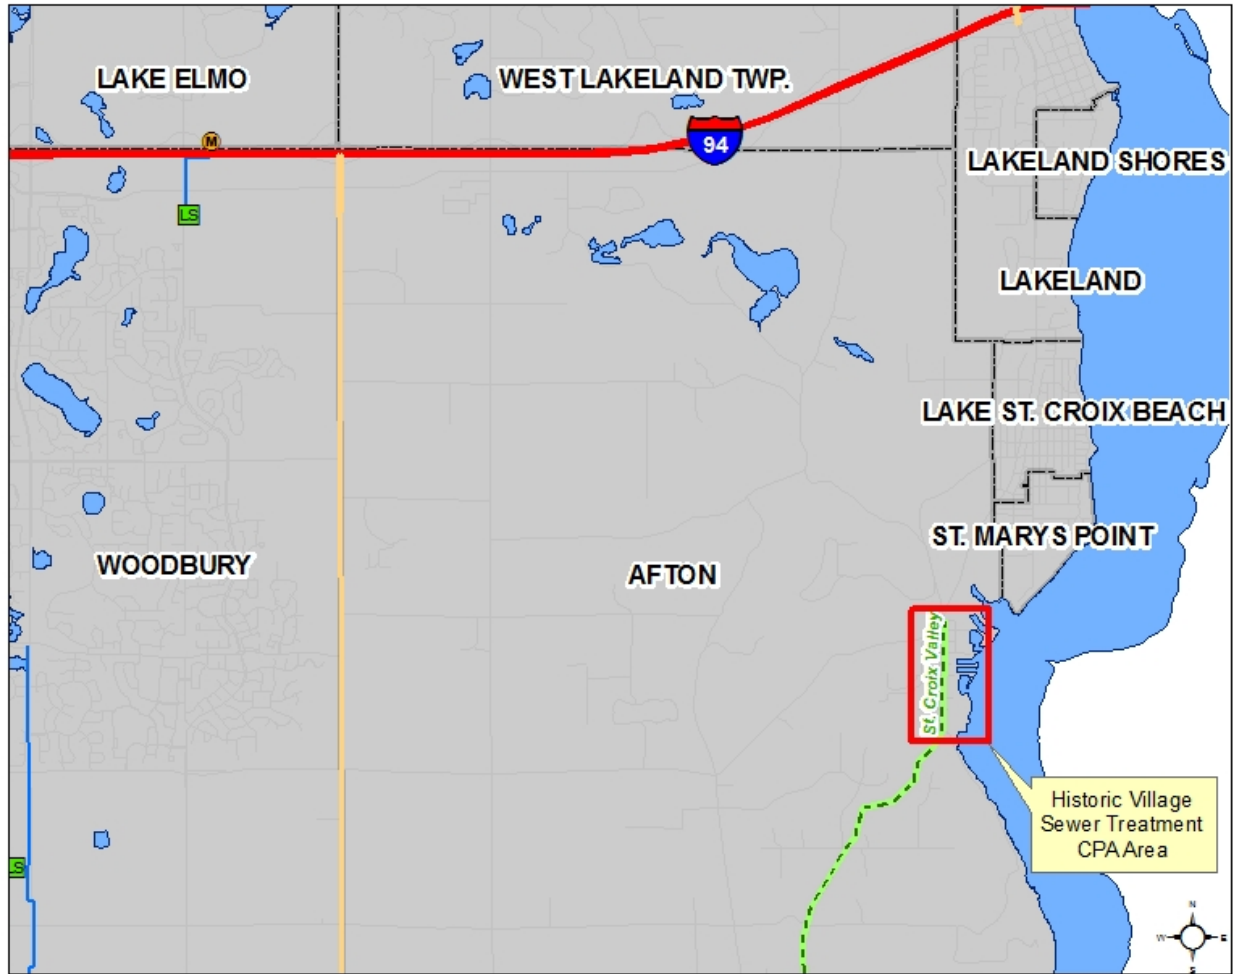 LAKE ELMO
WEST LAKELAND TWP.
M
94
LAKELAND SHORES
LS
LAKELAND
LAKE ST. CROIX BEACH
ST. MARYS POINT
WOODBURY
AFTON
St. Croix Valley
Historic Village
Sewer Treatment
CPA Area
LS
N
W
E
S